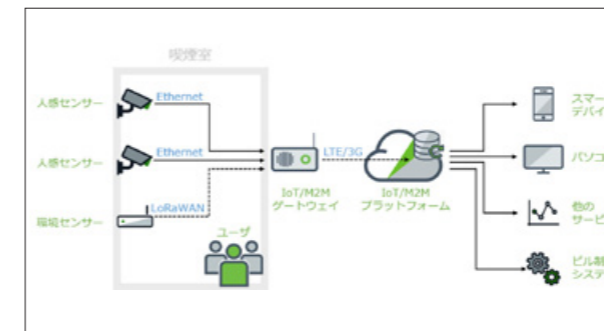 喫煙室
人感センサー
Ethernet
人感センサー
Ethernet
環境センサー
LoRaWAN
ユーザ
IoT/M2M
ゲートウェイ
LTE/3G
IoT/M2M
プラットフォーム
スマー
デバイ
パソコ
他の
サービ
ビル制
システ